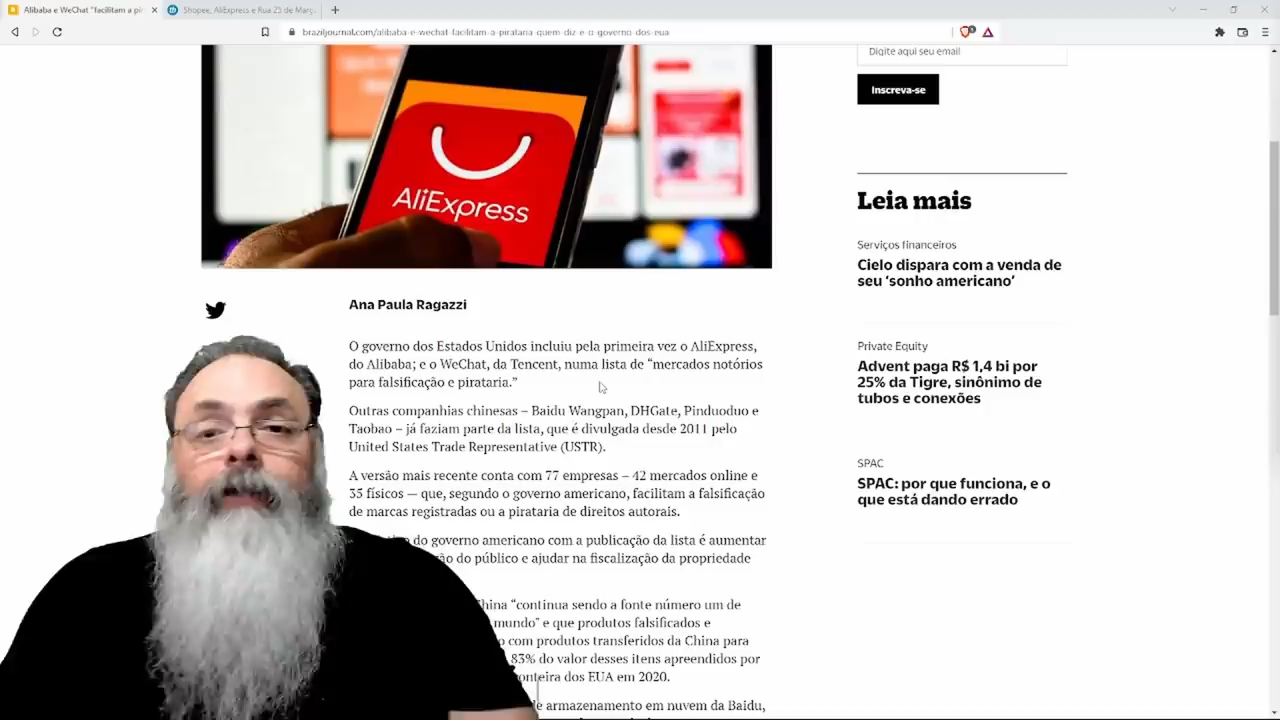 Alibaba e WeChat "facilitam a pi
Shopee, AliExpress e Rua 25 de Març
braziljournal.com/alibaba-e-wechat-facilitam-a-pirataria-quem-diz-e-o-governo-dos-eua
AliExpress
Ana Paula Ragazzi
O governo dos Estados Unidos incluiu pela primeira vez o AliExpress,
do Alibaba; e o WeChat, da Tencent, numa lista de “mercados notórios
para falsificação e pirataria.”
Outras companhias chinesas – Baidu Wangpan, DHGate, Pinduoduo e
Taobao – já faziam parte da lista, que é divulgada desde 2011 pelo
United States Trade Representative (USTR).
A versão mais recente conta com 77 empresas – 42 mercados online e
35 físicos — que, segundo o governo americano, facilitam a falsificação
de marcas registradas ou a pirataria de direitos autorais.
do governo americano com a publicação da lista é aumentar
do público e ajudar na fiscalização da propriedade
“continua sendo a fonte número um de
mundo" e que produtos falsificados e
com produtos transferidos da China para
83% do valor desses itens apreendidos por
dos EUA em 2020.
de armazenamento em nuvem da Baidu,
Digite aqui seu email
Inscreva-se
Leia mais
Serviços financeiros
Cielo dispara com a venda de
seu ‘sonho americano’
Private Equity
Advent paga R$ 1,4 bi por
25% da Tigre, sinônimo de
tubos e conexões
SPAC
SPAC: por que funciona, e o
que está dando errado